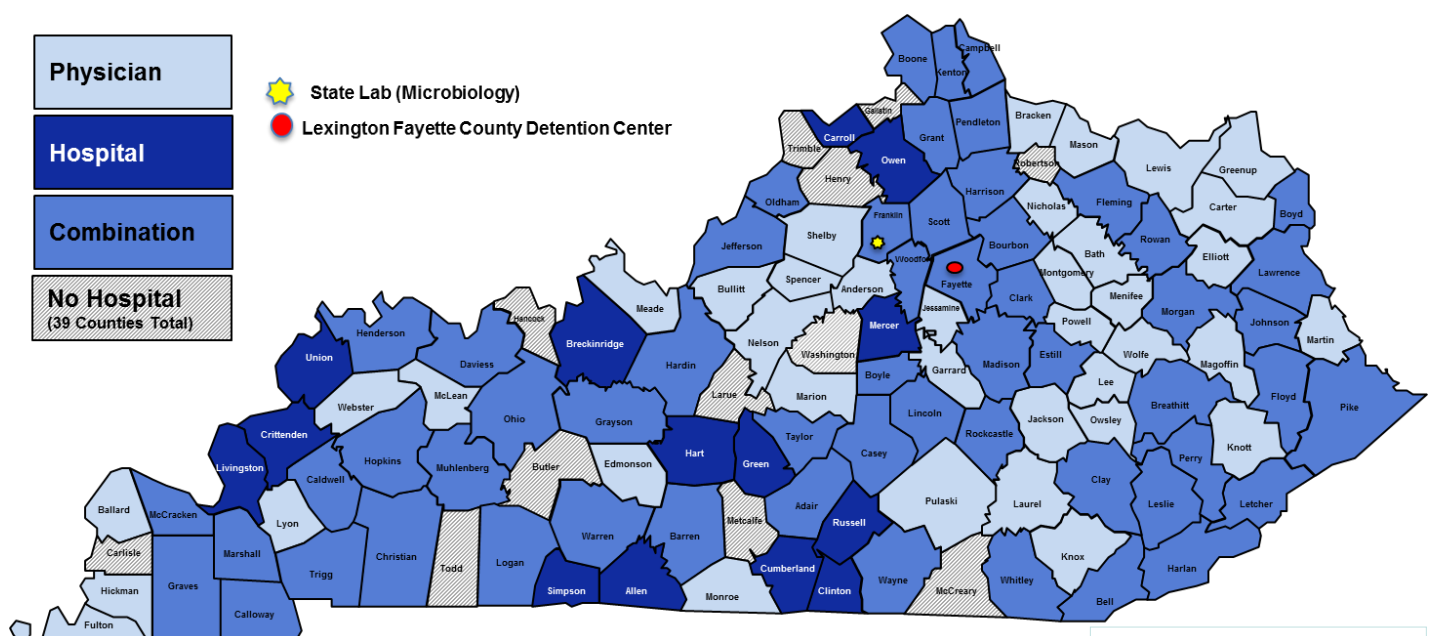 Physician
Hospital
Combination
No Hospital
(39 Counties Total)
State Lab (Microbiology)
Lexington Fayette County Detention Center
Boone
Kenton
Campbell
Gallatin
Carroll
Trimble
Henry
Owen
Grant
Pendleton
Bracken
Mason
Robertson
Lewis
Greenup
Carter
Boyd
Oldham
Franklin
Scott
Harrison
Nicholas
Fleming
Rowan
Elliott
Lawrence
Jefferson
Shelby
Woodfo
Bourbon
Bath
Montgomery
Menifee
Morgan
Johnson
Martin
Bullitt
Spencer
Anderson
Fayette
Clark
Powell
Wolfe
Magoffin
Meade
Nelson
Washington
Mercer
Jessamine
Madison
Estill
Lee
Floyd
Pike
Hancock
Breckinridge
Hardin
Larue
Marion
Boyle
Garrard
Lincoln
Rockcastle
Jackson
Owsley
Breathitt
Knott
Union
Henderson
Daviess
Webster
McLean
Ohio
Grayson
Hart
Green
Taylor
Casey
Pulaski
Laurel
Clay
Perry
Leslie
Letcher
Crittenden
Livingston
Caldwell
Hopkins
Muhlenberg
Butler
Edmonson
Metcalfe
Adair
Russell
Knox
Harlan
Ballard
McCracken
Lyon
Carlisle
Marshall
Trigg
Christian
Todd
Logan
Warren
Barren
Cumberland
Clinton
Wayne
McCreary
Whitley
Bell
Hickman
Graves
Calloway
Simpson
Allen
Monroe
Fulton